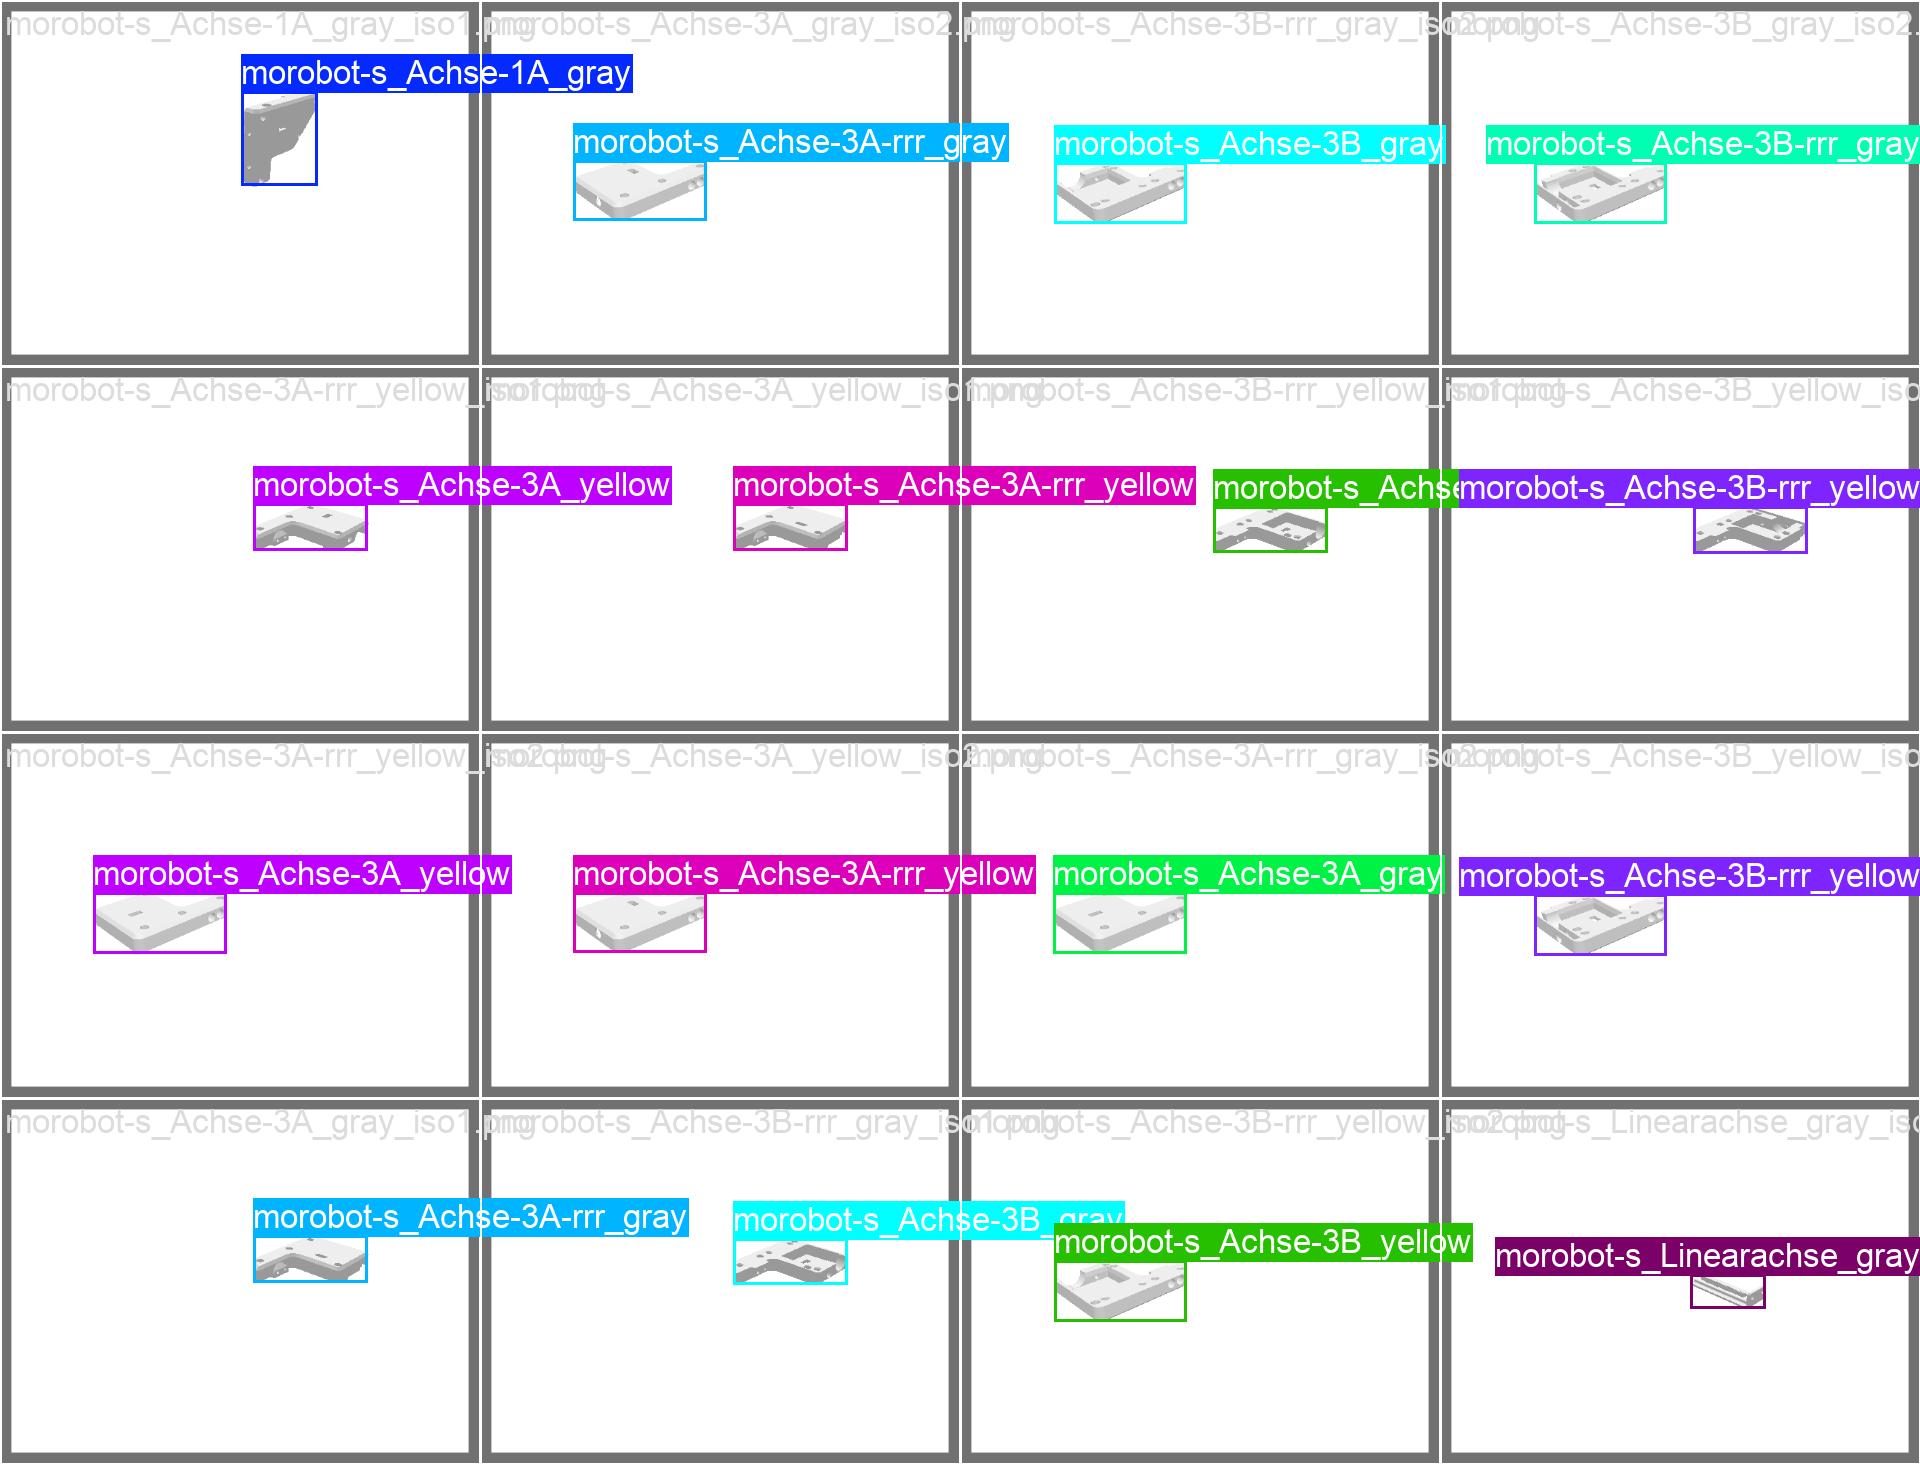 morobot-s_Achse-1A_gray_iso1.png
morobot-s_Achse-3A_gray_iso2.png
morobot-s_Achse-3B-rrr_gray_iso2.png
morobot-s_Achse-3B_gray_iso2.
morobot-s_Achse-1A_gray
morobot-s_Achse-3A-rrr_gray
morobot-s_Achse-3B_gray
morobot-s_Achse-3B-rrr_gray
morobot-s_Achse-3A-rrr_yellow_iso1.png
morobot-s_Achse-3A_yellow_iso1.png
morobot-s_Achse-3B-rrr_yellow_iso1.png
morobot-s_Achse-3B_yellow_iso
morobot-s_Achse-3A_yellow
morobot-s_Achse-3A-rrr_yellow
morobot-s_Achse
morobot-s_Achse-3B-rrr_yellow
morobot-s_Achse-3A-rrr_yellow_iso2.png
morobot-s_Achse-3A_yellow_iso2.png
morobot-s_Achse-3A-rrr_gray_iso2.png
morobot-s_Achse-3B_yellow_iso
morobot-s_Achse-3A_yellow
morobot-s_Achse-3A-rrr_yellow
morobot-s_Achse-3A_gray
morobot-s_Achse-3B-rrr_yellow
morobot-s_Achse-3A_gray_iso1.png
morobot-s_Achse-3B-rrr_gray_iso1.png
morobot-s_Achse-3B-rrr_yellow_iso2.png
morobot-s_Linearachse_gray_iso
morobot-s_Achse-3A-rrr_gray
morobot-s_Achse-3B_gray
morobot-s_Achse-3B_yellow
morobot-s_Linearachse_gray